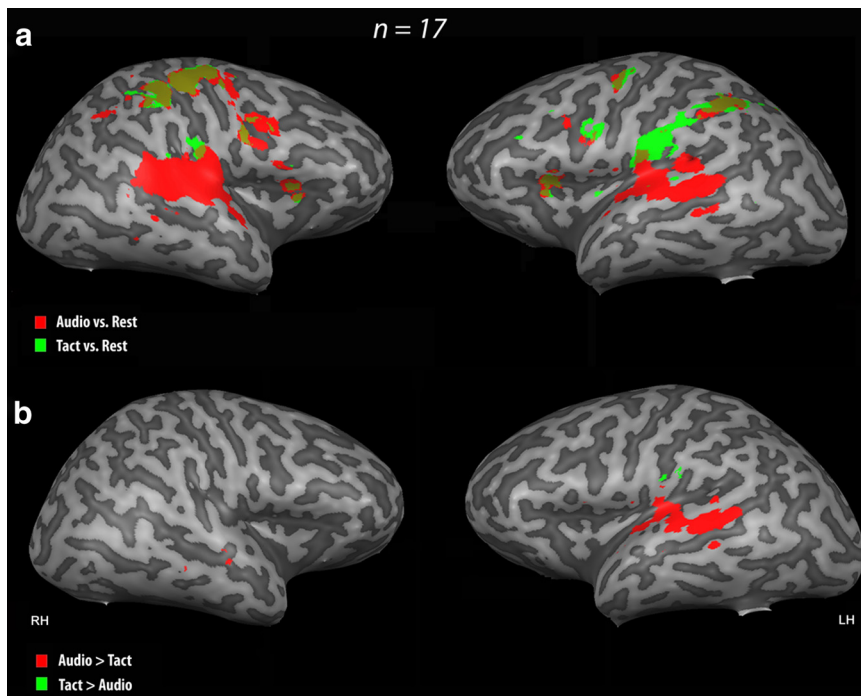 a
n = 17
Audio vs. Rest
Tact vs. Rest
b
RH
LH
Audio > Tact
Tact > Audio